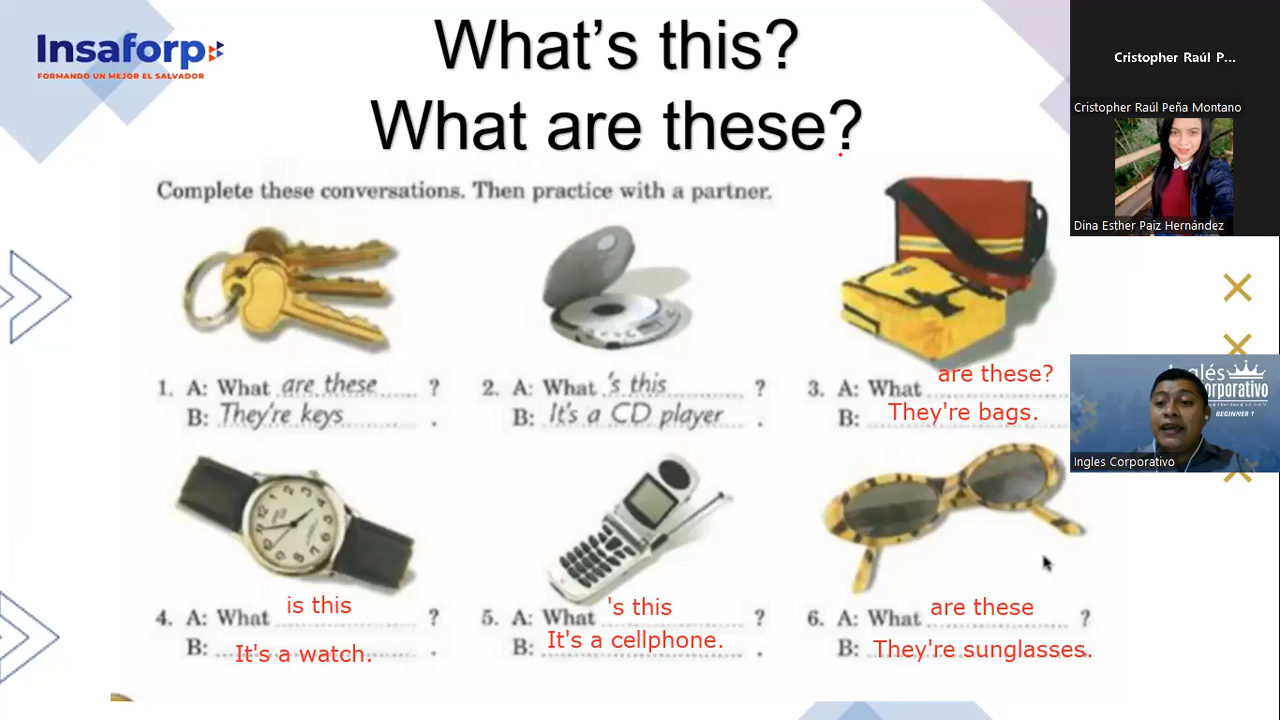 Insaforp
FORMANDO UN MEJOR EL SALVADOR
What's this?
What are these?
Cristopher Raúl P...
Cristopher Raúl Peña Montano
Dina Esther Paiz Hernández
Complete these conversations. Then practice with a partner.
1. A: What are these ?
B: They're keys .
2. A: What 's this ?
B: It's a CD player .
3. A: What are these?
B: They're bags.
Inglés
Corporativo
BEGINNER 1
Ingles Corporativo
4. A: What is this ?
B: It's a watch. .
5. A: What 's this ?
B: It's a cellphone. .
6. A: What are these ?
B: They're sunglasses.